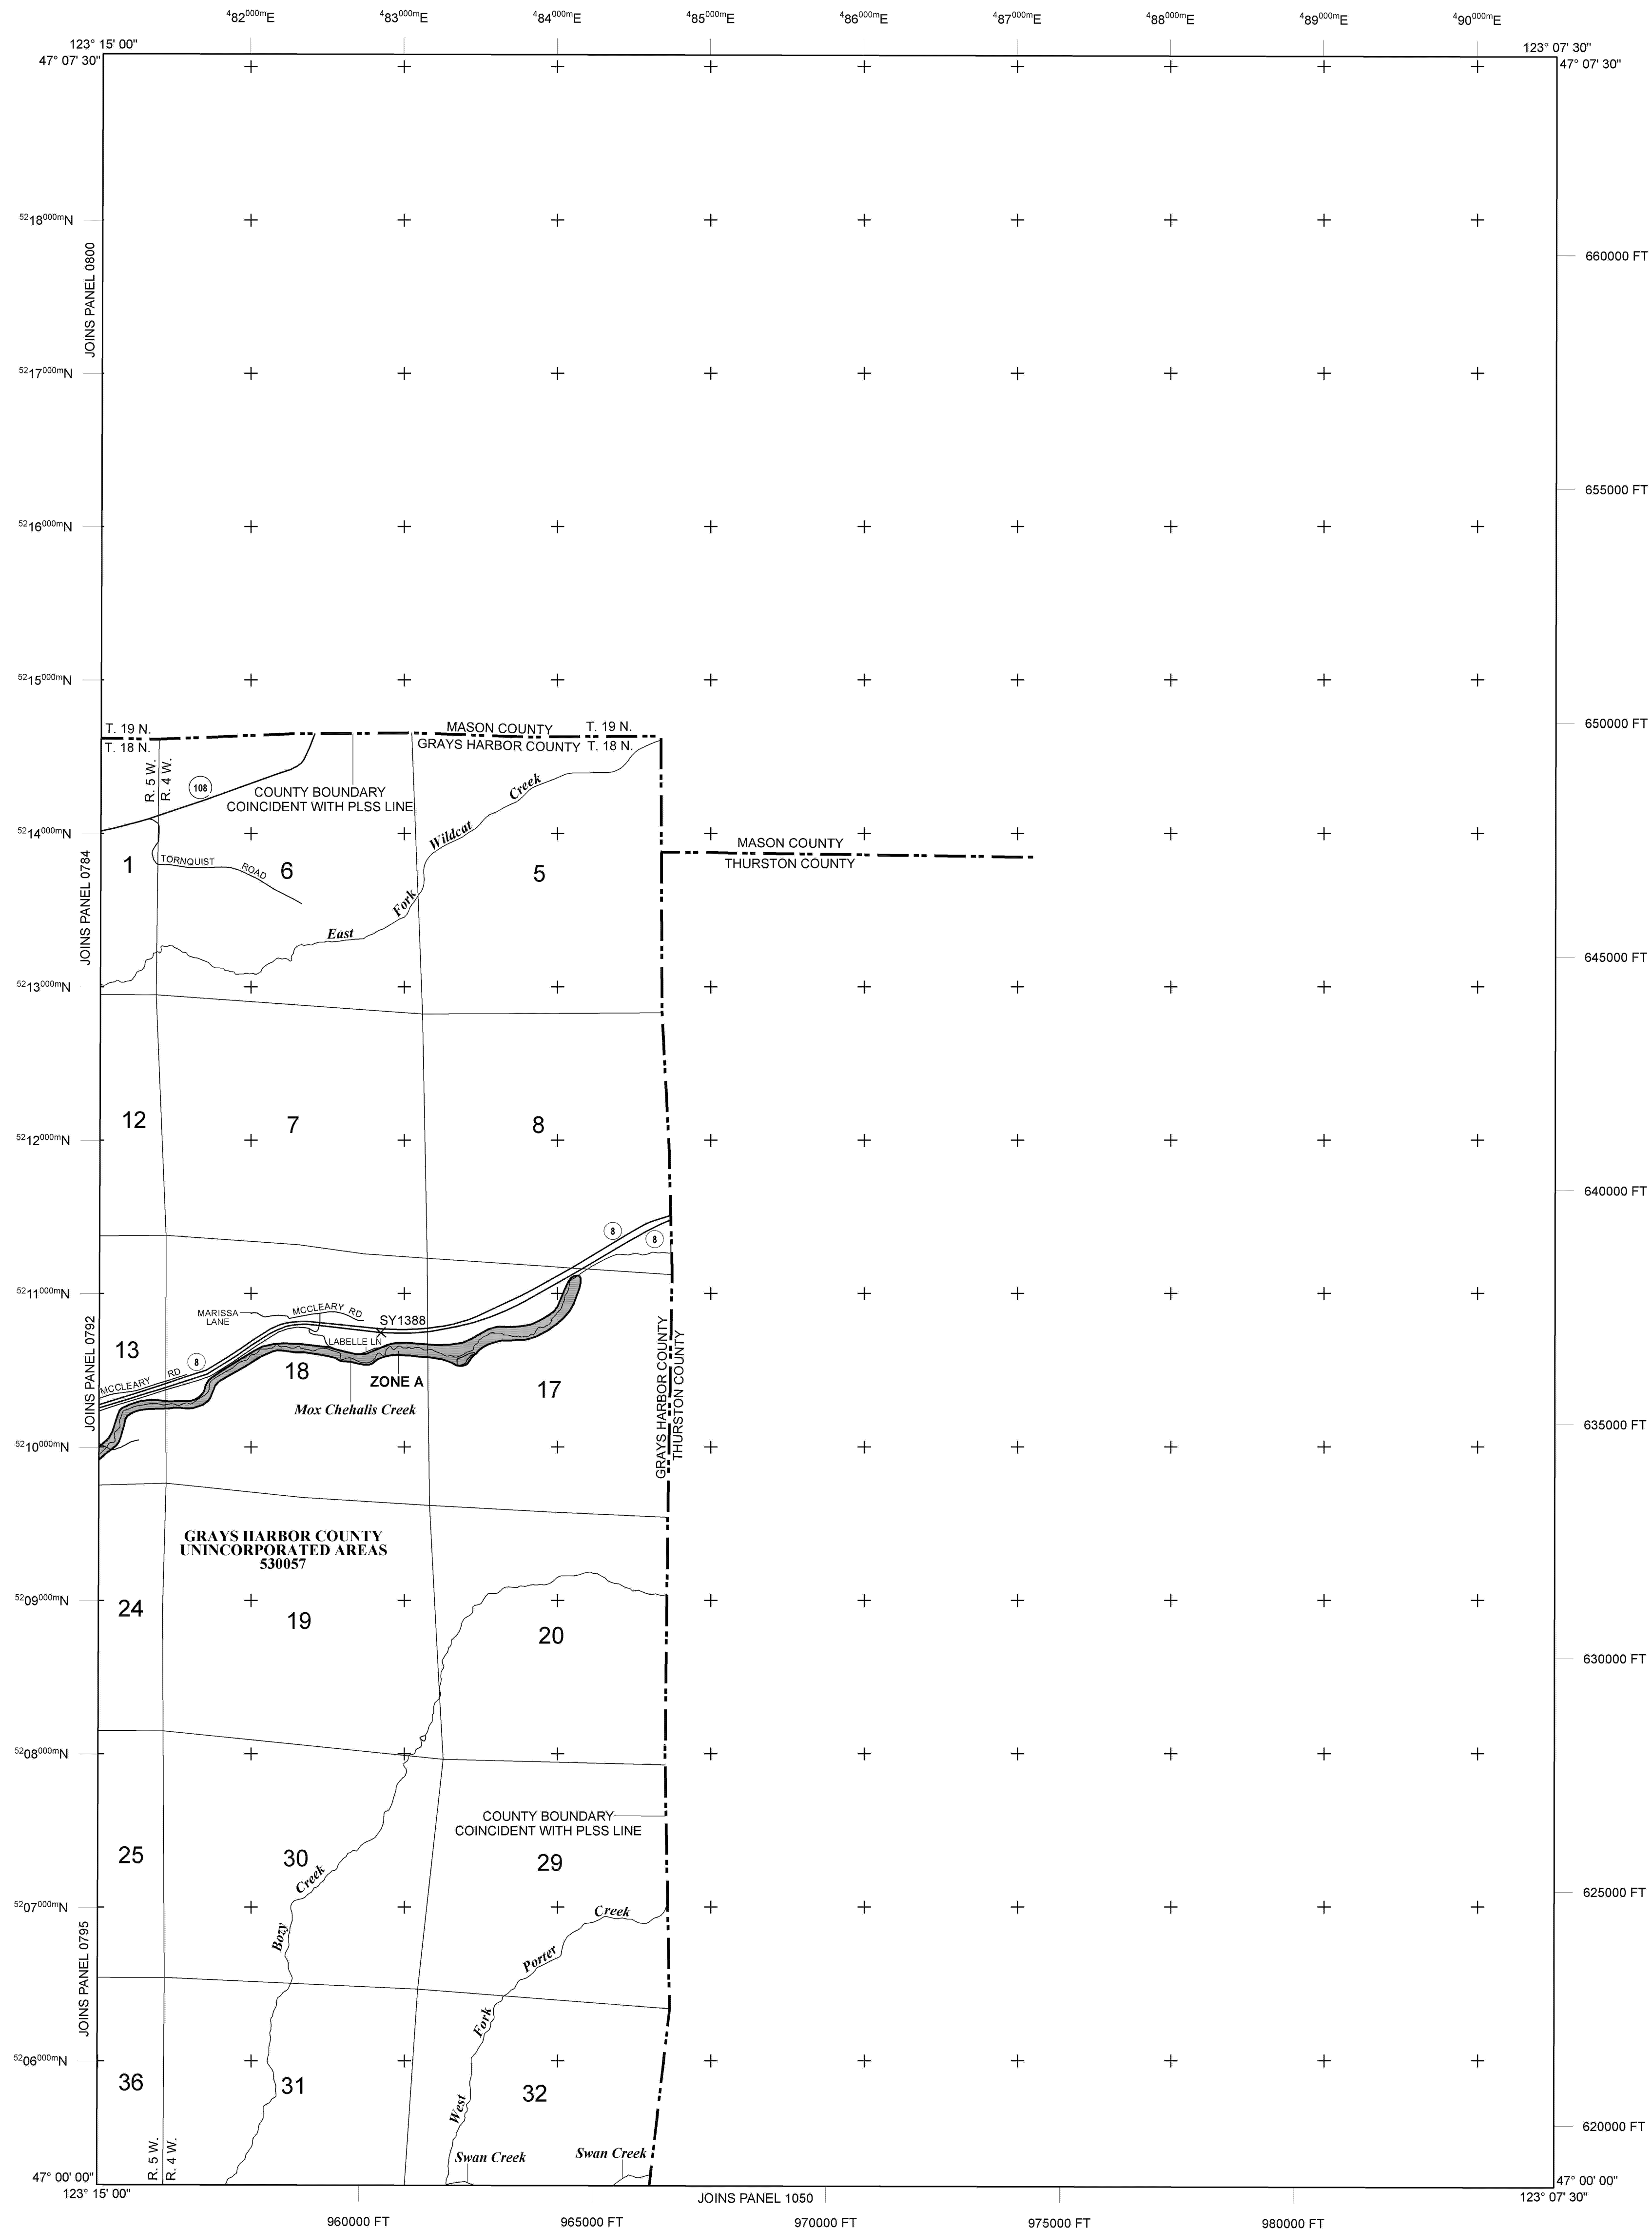 482000mE 483000mE 484000mE 485000mE 486000mE 487000mE 488000mE 489000mE 490000mE
123° 15' 00"
123° 07' 30"
47° 07' 30"
47° 07' 30"
5218000mN
JOINS PANEL 0800
660000 FT
5217000mN
655000 FT
5216000mN
5215000mN
650000 FT
T. 19 N.
MASON COUNTY
T. 19 N.
T. 18 N.
GRAYS HARBOR COUNTY
T. 18 N.
R. 5 W.
R. 4 W.
108
COUNTY BOUNDARY
COINCIDENT WITH PLSS LINE
East Fork Wildcat Creek
5214000mN
MASON COUNTY
THURSTON COUNTY
1
TORNQUIST ROAD
6
5
JOINS PANEL 0784
645000 FT
5213000mN
12
7
8
5212000mN
640000 FT
8
8
5211000mN
MARISSA
LANE
MCCLEARY RD
SY1388
LABELLE LN
JOINS PANEL 0792
13
8
MCCLEARY RD
18
ZONE A
17
Mox Chehalis Creek
GRAYS HARBOR COUNTY
THURSTON COUNTY
635000 FT
5210000mN
GRAYS HARBOR COUNTY
UNINCORPORATED AREAS
530057
5209000mN
24
19
20
630000 FT
5208000mN
COUNTY BOUNDARY
COINCIDENT WITH PLSS LINE
25
30
29
Bozy Creek
625000 FT
5207000mN
West Fork Porter Creek
JOINS PANEL 0795
5206000mN
36
31
32
620000 FT
R. 5 W.
R. 4 W.
Swan Creek
Swan Creek
47° 00' 00"
47° 00' 00"
123° 15' 00"
JOINS PANEL 1050
123° 07' 30"
960000 FT 965000 FT 970000 FT 975000 FT 980000 FT